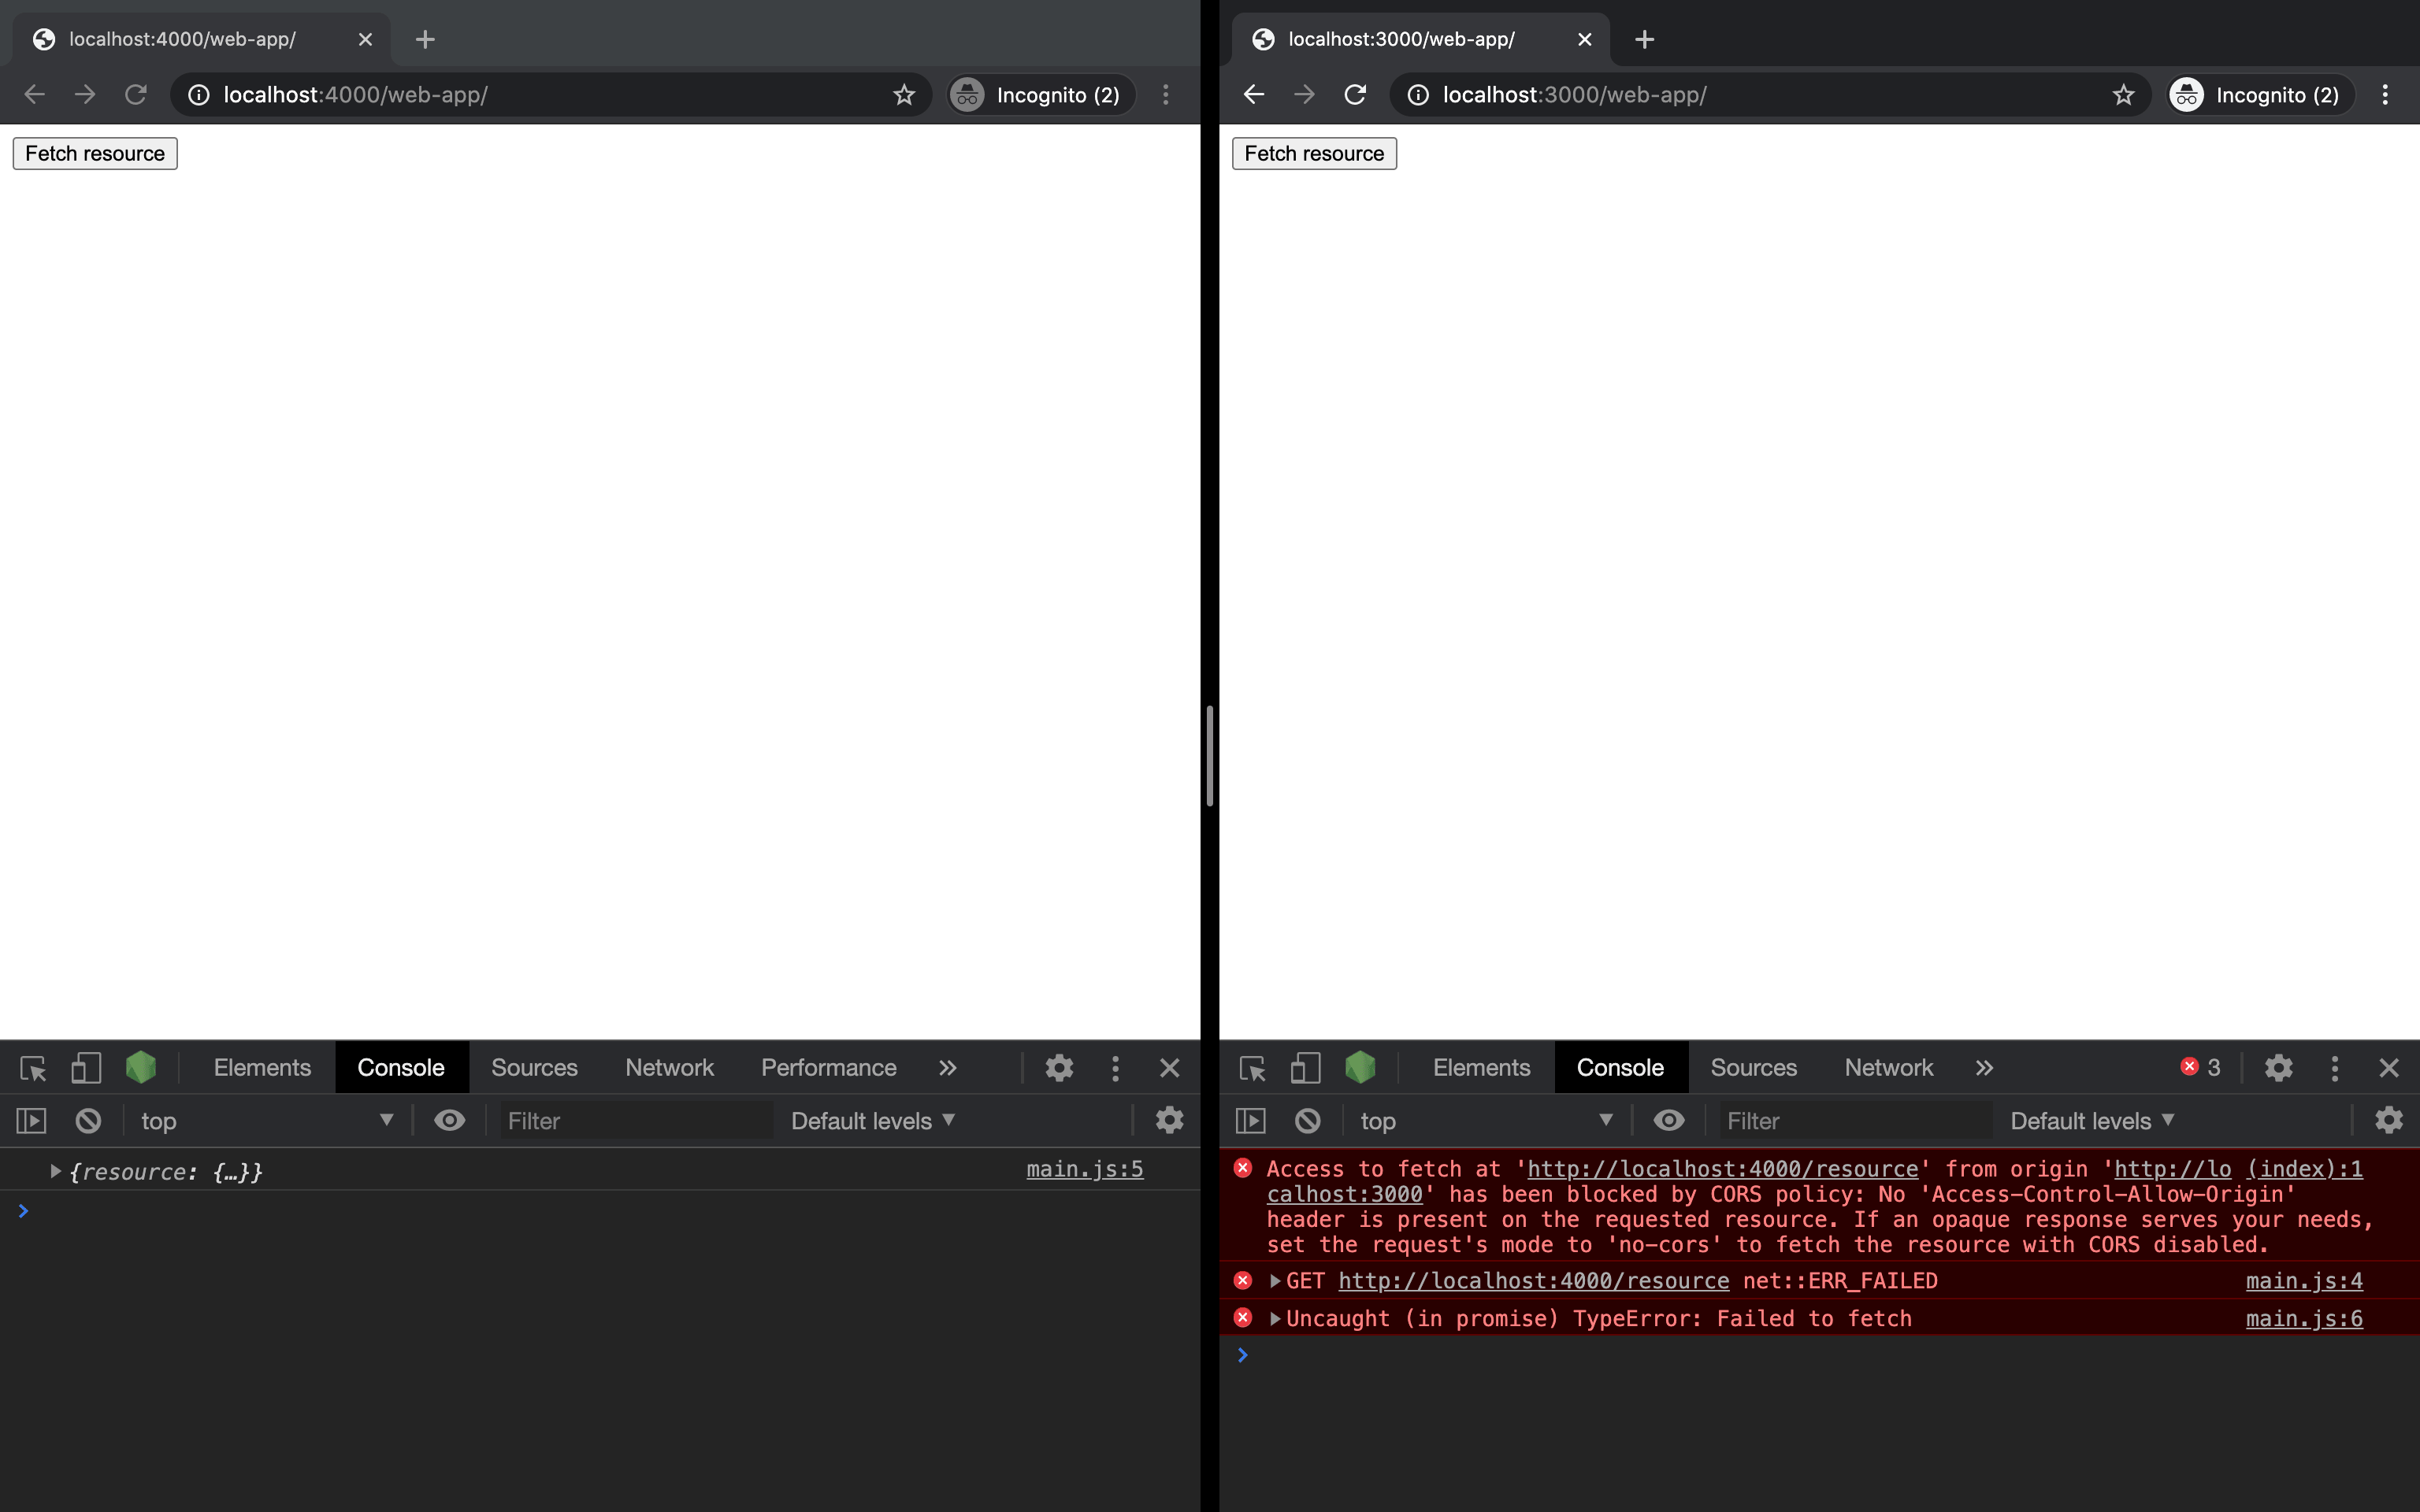 localhost:4000/web-app/
localhost:4000/web-app/
Incognito (2)
Fetch resource
Elements
Console
Sources
Network
Performance
top
Filter
Default levels
{resource: {…}}
main.js:5
localhost:3000/web-app/
localhost:3000/web-app/
Incognito (2)
Fetch resource
Elements
Console
Sources
Network
3
top
Filter
Default levels
Access to fetch at 'http://localhost:4000/resource' from origin 'http://lo (index):1
calhost:3000' has been blocked by CORS policy: No 'Access-Control-Allow-Origin'
header is present on the requested resource. If an opaque response serves your needs,
set the request's mode to 'no-cors' to fetch the resource with CORS disabled.
GET http://localhost:4000/resource net::ERR_FAILED
main.js:4
Uncaught (in promise) TypeError: Failed to fetch
main.js:6